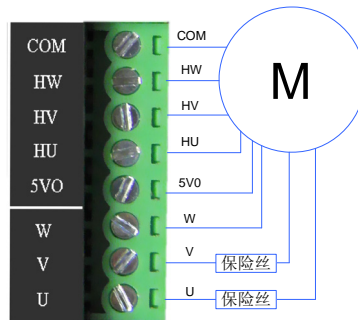 COM COM
HW HW
HV HV
HU HU
5VO 5V0
W W
V V 保险丝
U U 保险丝
M